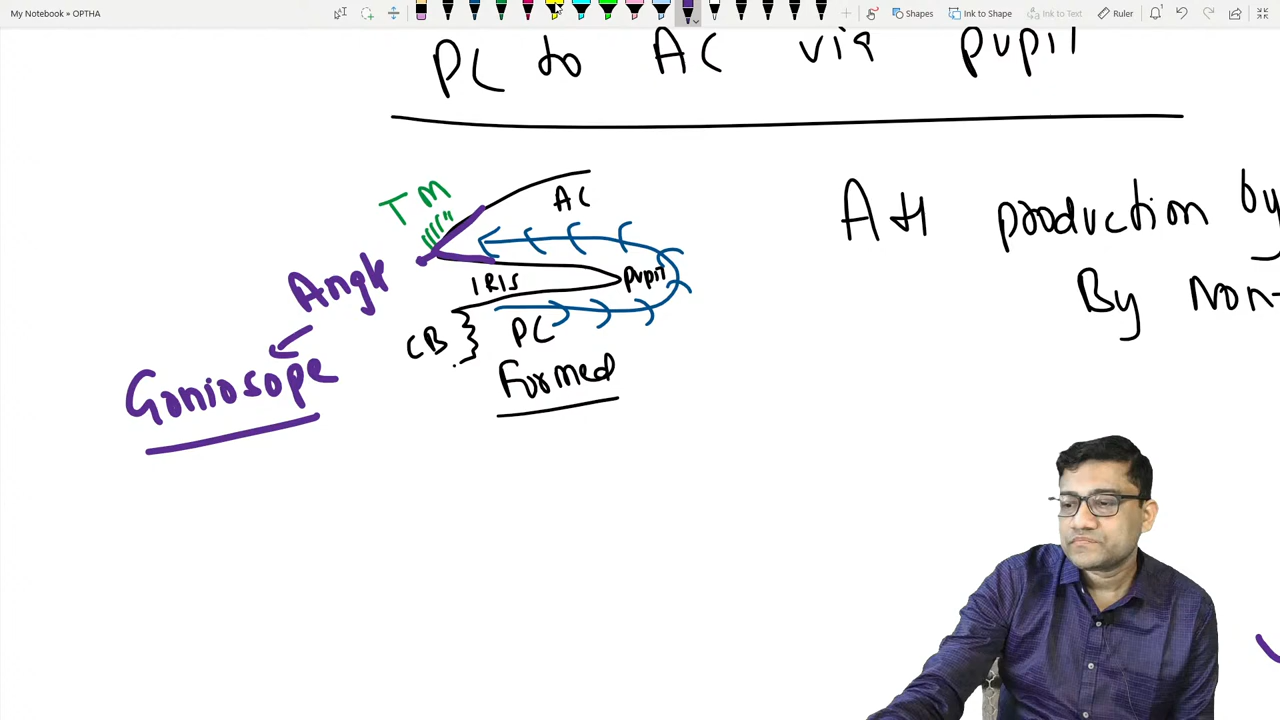 My Notebook » OPTHA
Shapes
Ink to Shape
Ink to Text
Ruler
PC to AC via pupil
TM
AC
AH production by
Angle
IRIS
pupil
By Non-
CB
PC
Formed
Goniosope